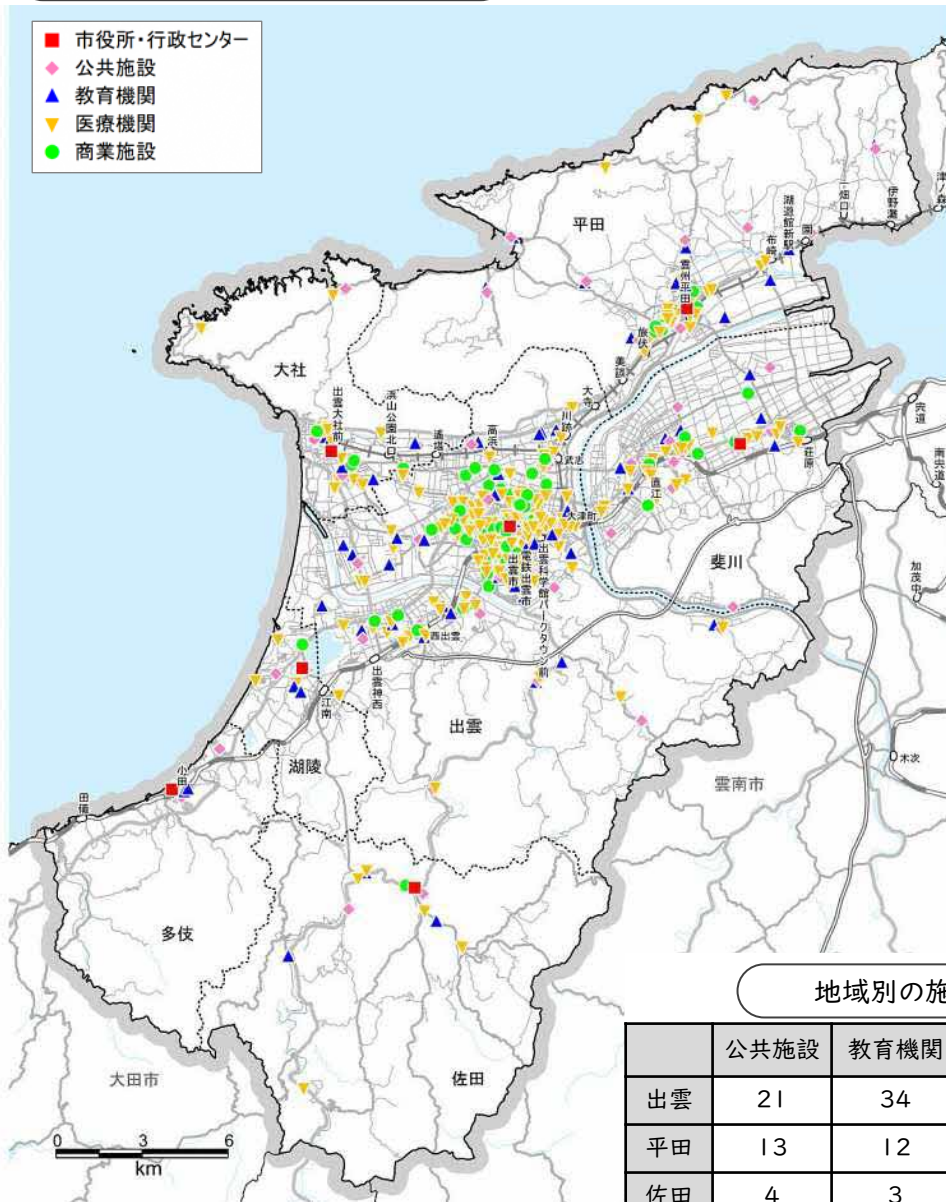 市役所・行政センター
公共施設
教育機関
医療機関
商業施設
平田
大社
斐川
出雲
湖陵
多伎
佐田
雲南市
大田市
津ノ森
伊野灘
一畑口
湖遊館新駅
園
布崎
雲州平田
旅伏
美談
大寺
川跡
武志
高浜
遙堪
浜山公園北口
出雲大社前
大津町
出雲科学館パークタウン前
電鉄出雲市
出雲市
西出雲
出雲神西
江南
小田
田儀
直江
荘原
宍道
南宍道
加茂中
木次
0 3 6
km
地域別の施
公共施設 教育機関
出雲 21 34
平田 13 12
佐田 4 3